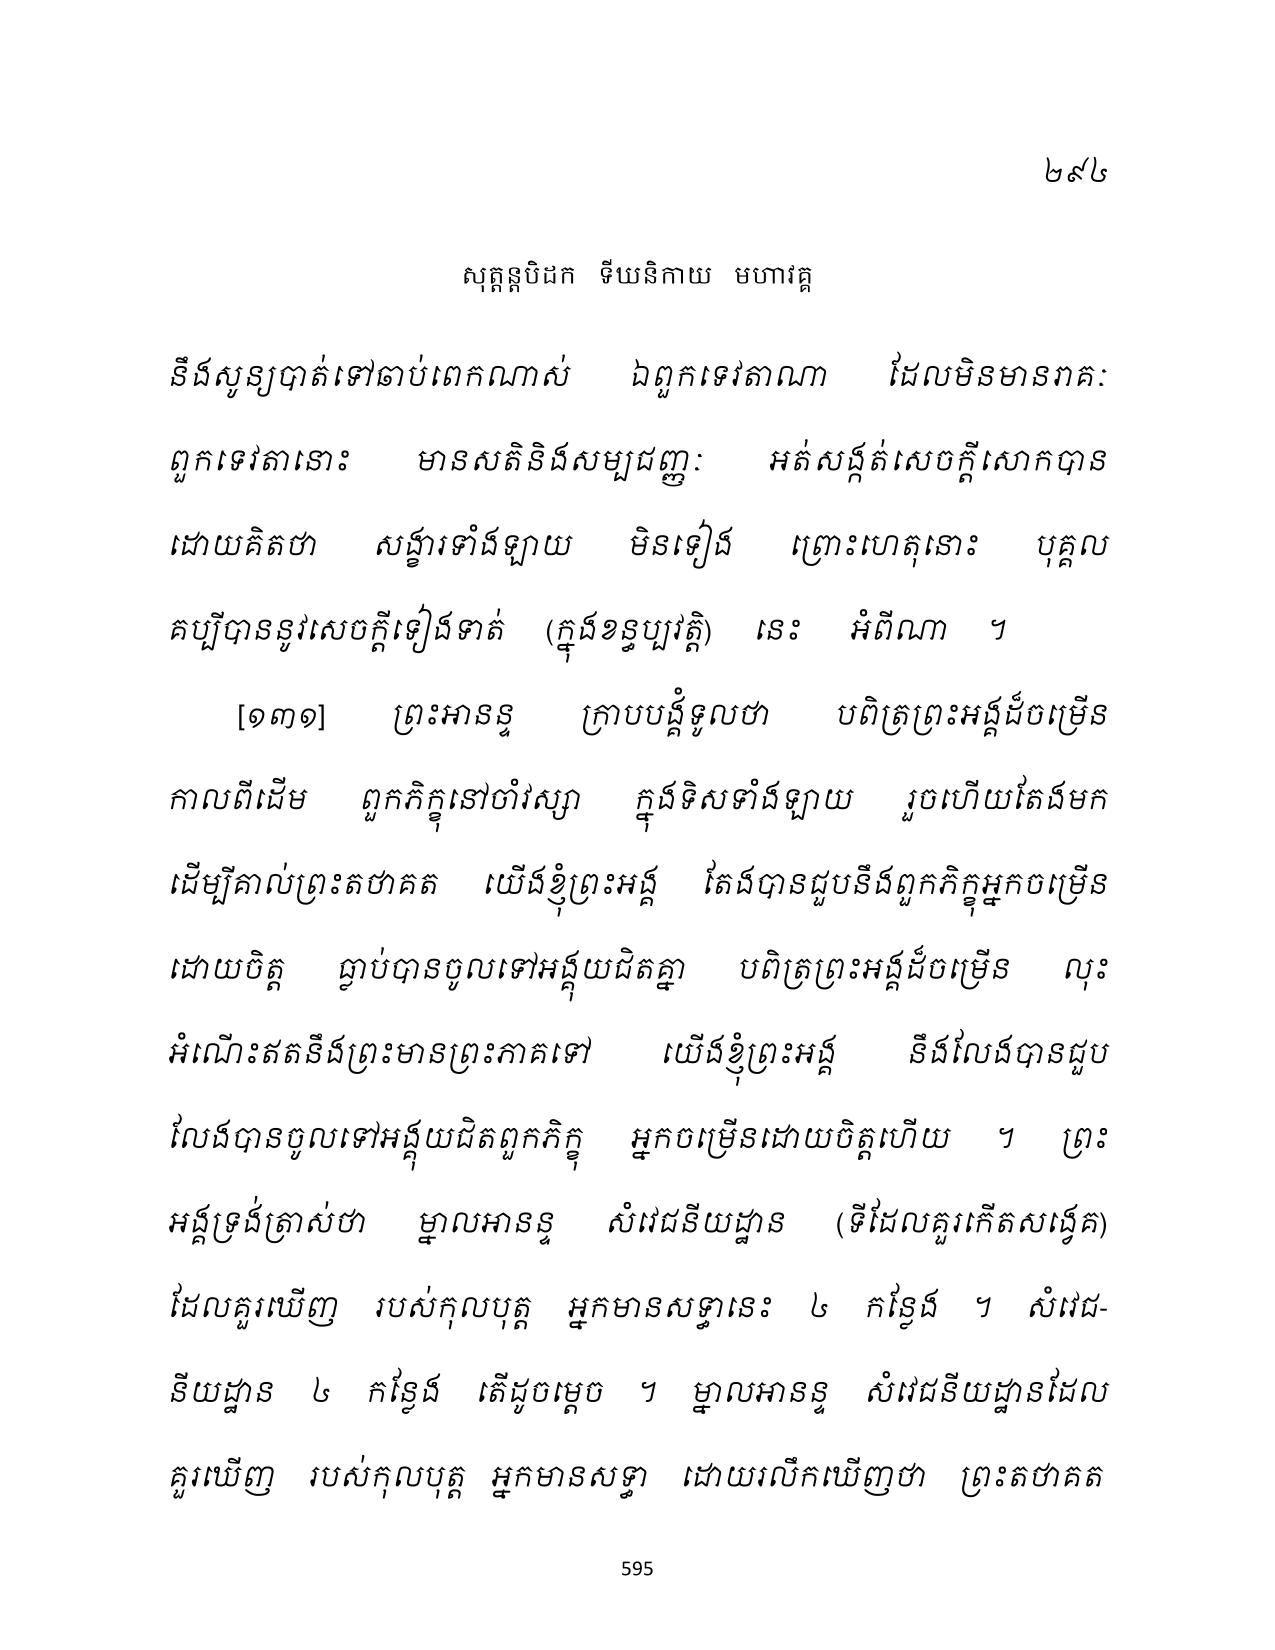 ២៩៤
សុត្តន្តបិដក ទីឃនិកាយ មហាវគ្គ
នឹងសូន្យបាត់ទៅឆាប់ពេកណាស់ ឯពួកទេវតាណា ដែលមិនមានរាគៈ
ពួកទេវតានោះ មានសតិនិងសម្បជញ្ញៈ អត់សង្កត់សេចក្តីសោកបាន
ដោយគិតថា សង្ខារទាំងឡាយ មិនទៀង ព្រោះហេតុនោះ បុគ្គល
គប្បីបាននូវសេចក្តីទៀងទាត់ (ក្នុងខន្ធប្បវត្តិ) នេះ អំពីណា ។
[១៣១] ព្រះអានន្ទ ក្រាបបង្គំទូលថា បពិត្រព្រះអង្គដ៏ចម្រើន
កាលពីដើម ពួកភិក្ខុនៅចាំវស្សា ក្នុងទិសទាំងឡាយ រួចហើយតែងមក
ដើម្បីគាល់ព្រះតថាគត យើងខ្ញុំព្រះអង្គ តែងបានជួបនឹងពួកភិក្ខុអ្នកចម្រើន
ដោយចិត្ត ធ្លាប់បានចូលទៅអង្គុយជិតគ្នា បពិត្រព្រះអង្គដ៏ចម្រើន លុះ
អំណើះឥតនឹងព្រះមានព្រះភាគទៅ យើងខ្ញុំព្រះអង្គ នឹងលែងបានជួប
លែងបានចូលទៅអង្គុយជិតពួកភិក្ខុ អ្នកចម្រើនដោយចិត្តហើយ ។ ព្រះ
អង្គទ្រង់ត្រាស់ថា ម្នាលអានន្ទ សំវេជនីយដ្ឋាន (ទីដែលគួរកើតសង្វេគ)
ដែលគួរឃើញ របស់កុលបុត្ត អ្នកមានសទ្ធានេះ ៤ កន្លែង ។ សំវេជ-
នីយដ្ឋាន ៤ កន្លែង តើដូចម្តេច ។ ម្នាលអានន្ទ សំវេជនីយដ្ឋានដែល
គួរឃើញ របស់កុលបុត្ត អ្នកមានសទ្ធា ដោយរលឹកឃើញថា ព្រះតថាគត
595